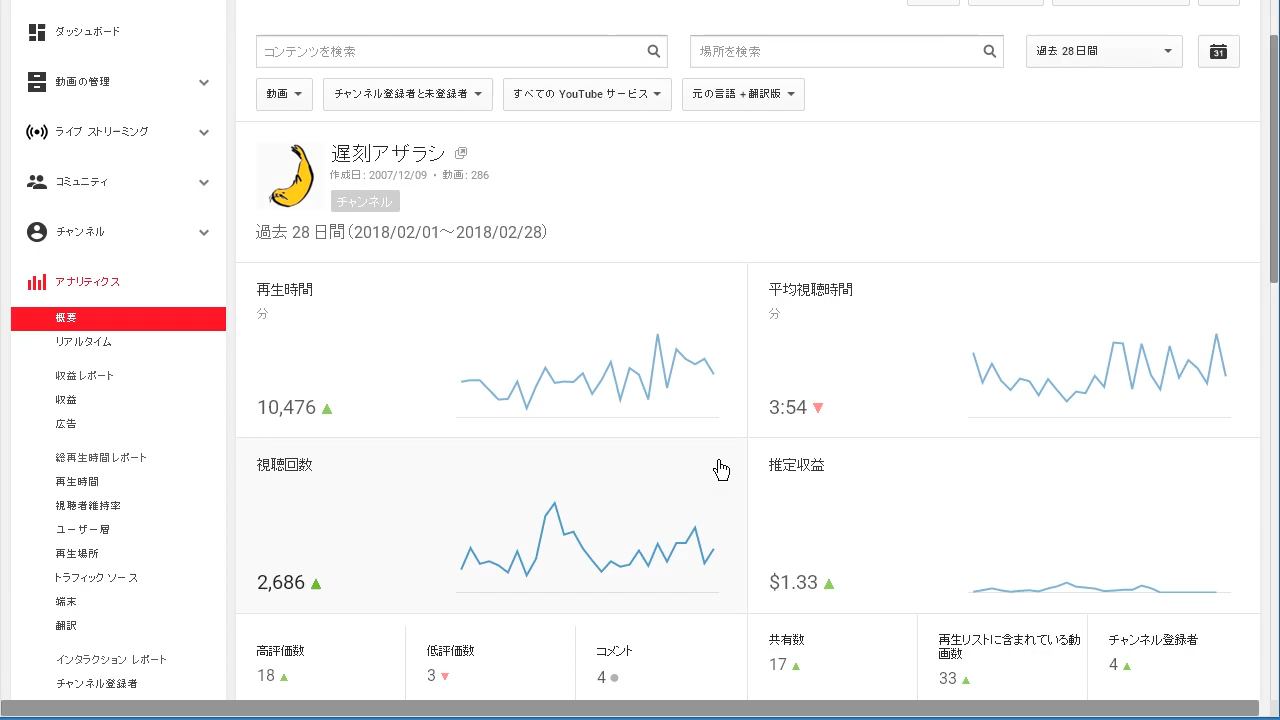 ダッシュボード
動画の管理
ライブ ストリーミング
コミュニティ
チャンネル
アナリティクス
概要
リアルタイム
収益レポート
収益
広告
総再生時間レポート
再生時間
視聴者維持率
ユーザー層
再生場所
トラフィック ソース
端末
翻訳
インタラクション レポート
チャンネル登録者
コンテンツを検索
場所を検索
過去 28日間
31
動画
チャンネル登録者と未登録者
すべての YouTube サービス
元の言語 + 翻訳版
遅刻アザラシ
作成日: 2007/12/09 • 動画: 286
チャンネル
過去 28 日間(2018/02/01～2018/02/28)
再生時間
分
10,476
平均視聴時間
分
3:54
視聴回数
2,686
推定収益
$1.33
高評価数
18
低評価数
3
コメント
4
共有数
17
再生リストに含まれている動
画数
33
チャンネル登録者
4